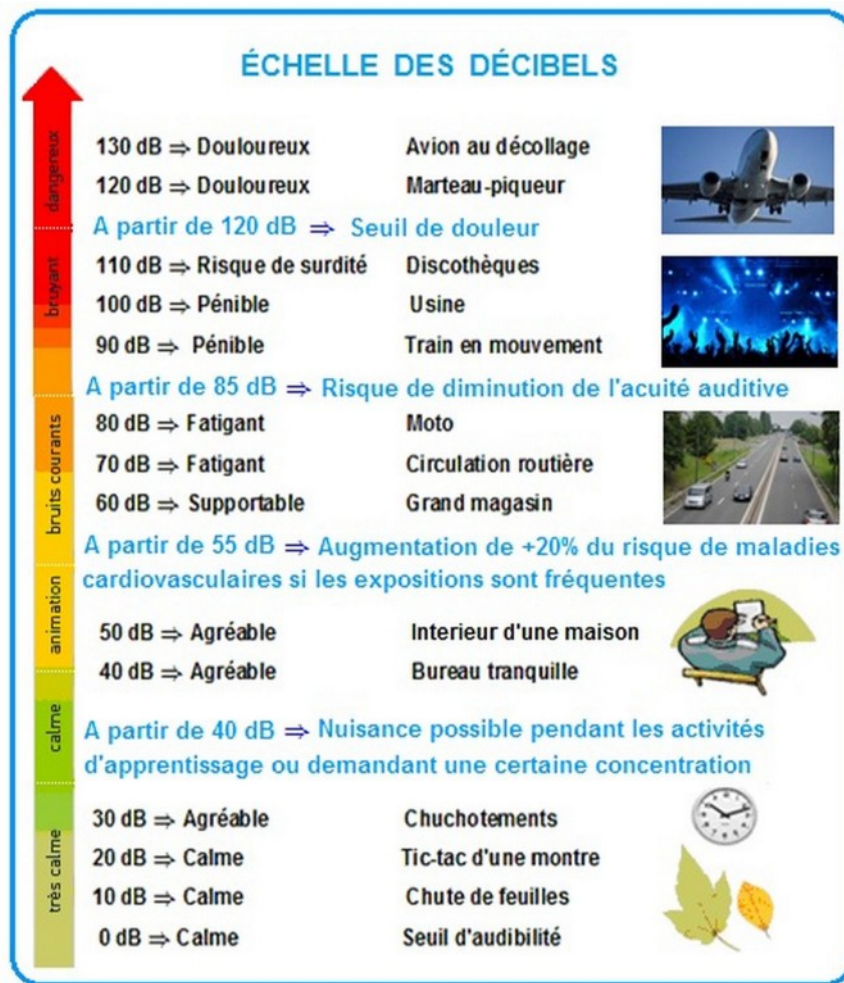 ÉCHELLE DES DÉCIBELS
dangereux
130 dB ⇒ Douloureux Avion au décollage
120 dB ⇒ Douloureux Marteau-piqueur
A partir de 120 dB ⇒ Seuil de douleur
bruyant
110 dB ⇒ Risque de surdité Discothèques
100 dB ⇒ Pénible Usine
90 dB ⇒ Pénible Train en mouvement
A partir de 85 dB ⇒ Risque de diminution de l'acuité auditive
bruits courants
80 dB ⇒ Fatigant Moto
70 dB ⇒ Fatigant Circulation routière
60 dB ⇒ Supportable Grand magasin
A partir de 55 dB ⇒ Augmentation de +20% du risque de maladies
cardiovasculaires si les expositions sont fréquentes
animation
50 dB ⇒ Agréable Interieur d'une maison
40 dB ⇒ Agréable Bureau tranquille
calme
A partir de 40 dB ⇒ Nuisance possible pendant les activités
d'apprentissage ou demandant une certaine concentration
très calme
30 dB ⇒ Agréable Chuchotements
20 dB ⇒ Calme Tic-tac d'une montre
10 dB ⇒ Calme Chute de feuilles
0 dB ⇒ Calme Seuil d'audibilité